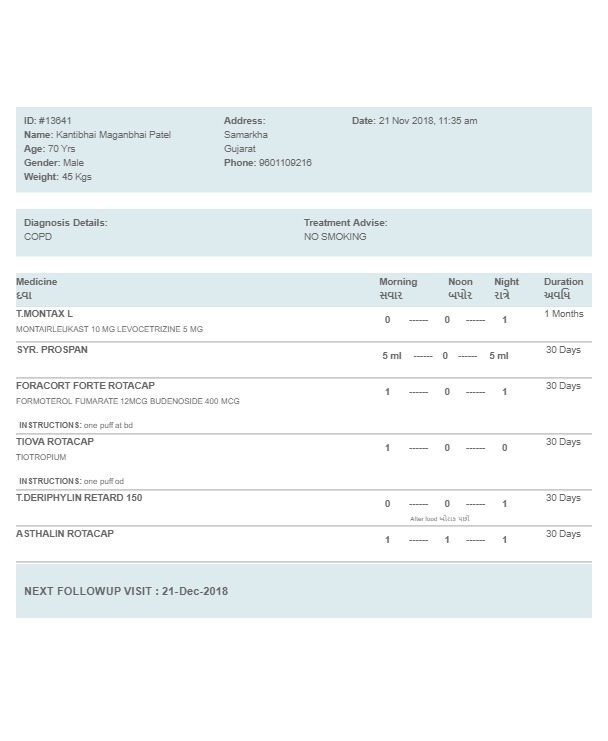 ID: #13641 Address: Date: 21 Nov 2018, 11:35 am
Name: Kantibhai Maganbhai Patel Samarkha
Age: 70 Yrs Gujarat
Gender: Male Phone: 9601109216
Weight: 45 Kgs
Diagnosis Details: Treatment Advise:
COPD NO SMOKING
Medicine Morning Noon Night Duration
દવા સવાર બપોર રાત્રે અવધિ
T.MONTAX L 0 ------ 0 ------ 1 1 Months
MONTAIRLEUKAST 10 MG LEVOCETRIZINE 5 MG
SYR. PROSPAN 5 ml ------ 0 ------ 5 ml 30 Days
FORACORT FORTE ROTACAP 1 ------ 0 ------ 1 30 Days
FORMOTEROL FUMARATE 12MCG BUDENOSIDE 400 MCG
INSTRUCTIONS: one puff at bd
TIOVA ROTACAP 1 ------ 0 ------ 0 30 Days
TIOTROPIUM
INSTRUCTIONS: one puff od
T.DERIPHYLIN RETARD 150 0 ------ 0 ------ 1 30 Days
After food ખોરાક પછી
ASTHALIN ROTACAP 1 ------ 1 ------ 1 30 Days
NEXT FOLLOWUP VISIT : 21-Dec-2018